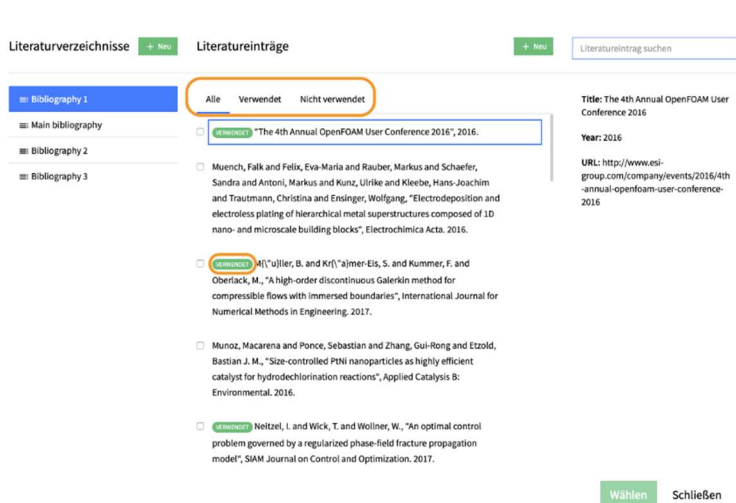 Literaturverzeichnisse
+ Neu
Literatureinträge
+ Neu
Literatureintrag suchen
Bibliography 1
Main bibliography
Bibliography 2
Bibliography 3
Alle Verwendet Nicht verwendet
VERWENDET "The 4th Annual OpenFOAM User Conference 2016", 2016.
Muench, Falk and Felix, Eva-Maria and Rauber, Markus and Schaefer,
Sandra and Antoni, Markus and Kunz, Ulrike and Kleebe, Hans-Joachim
and Trautmann, Christina and Ensinger, Wolfgang, "Electrodeposition and
electroless plating of hierarchical metal superstructures composed of 1D
nano- and microscale building blocks", Electrochimica Acta. 2016.
VERWENDET M{\"u}ller, B. and Kr{\"a}mer-Eis, S. and Kummer, F. and
Oberlack, M., "A high-order discontinuous Galerkin method for
compressible flows with immersed boundaries", International Journal for
Numerical Methods in Engineering. 2017.
Munoz, Macarena and Ponce, Sebastian and Zhang, Gui-Rong and Etzold,
Bastian J. M., "Size-controlled PtNi nanoparticles as highly efficient
catalyst for hydrodechlorination reactions", Applied Catalysis B:
Environmental. 2016.
VERWENDET Neitzel, I. and Wick, T. and Wollner, W., "An optimal control
problem governed by a regularized phase-field fracture propagation
model", SIAM Journal on Control and Optimization. 2017.
Title: The 4th Annual OpenFOAM User
Conference 2016
Year: 2016
URL: http://www.esi-
group.com/company/events/2016/4th
-annual-openfoam-user-conference-
2016
Wählen
Schließen